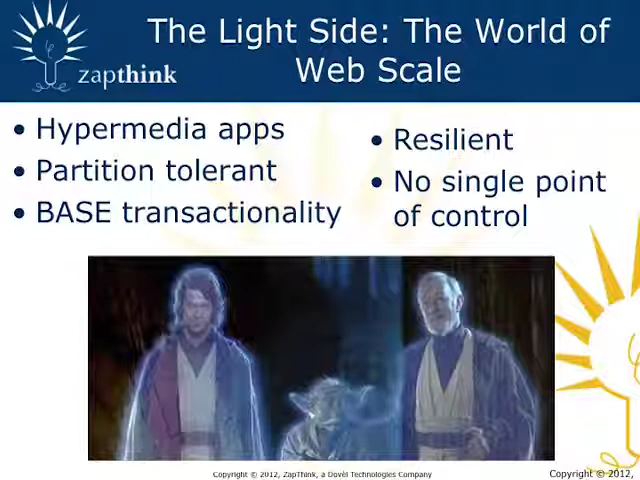 The Light Side: The World of
Web Scale
zapthink
• Hypermedia apps
• Partition tolerant
• BASE transactionality
• Resilient
• No single point
of control
Copyright © 2012, ZapThink, a Dovèl Technologies Company
Copyright © 2012,